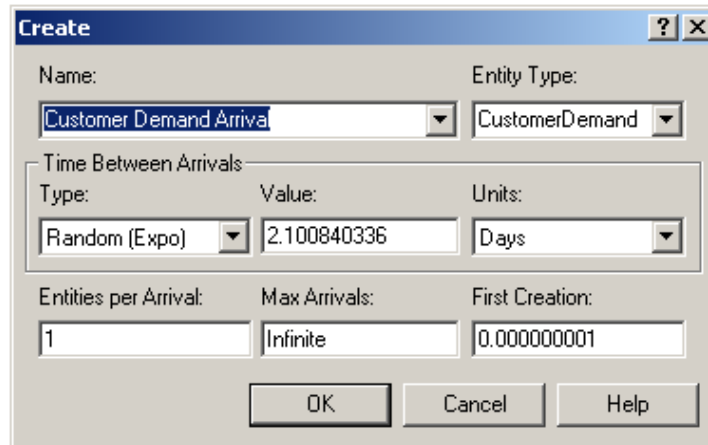 Create
Name: Entity Type:
Customer Demand Arrival CustomerDemand
Time Between Arrivals
Type: Value: Units:
Random (Expo) 2.100840336 Days
Entities per Arrival: Max Arrivals: First Creation:
1 Infinite 0.000000001
OK Cancel Help